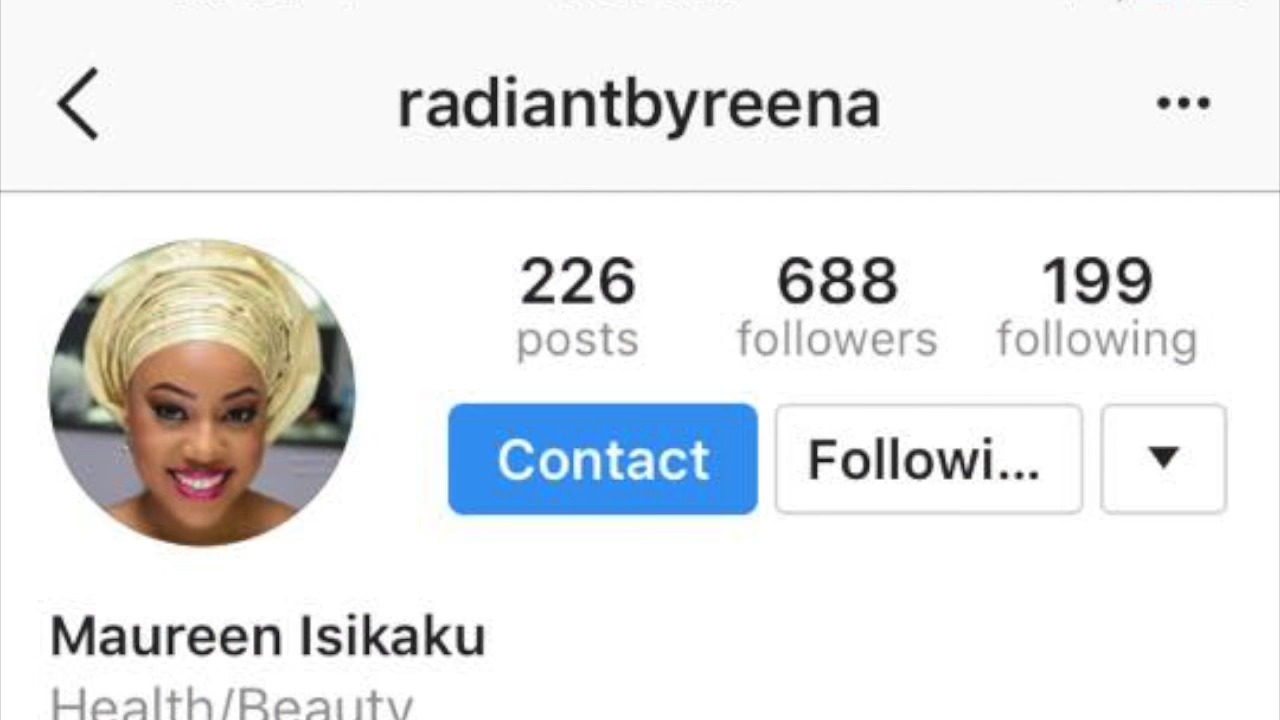 radiantbyreena
226 688 199
posts followers following
Contact Followi...
Maureen Isikaku
Health/Beauty